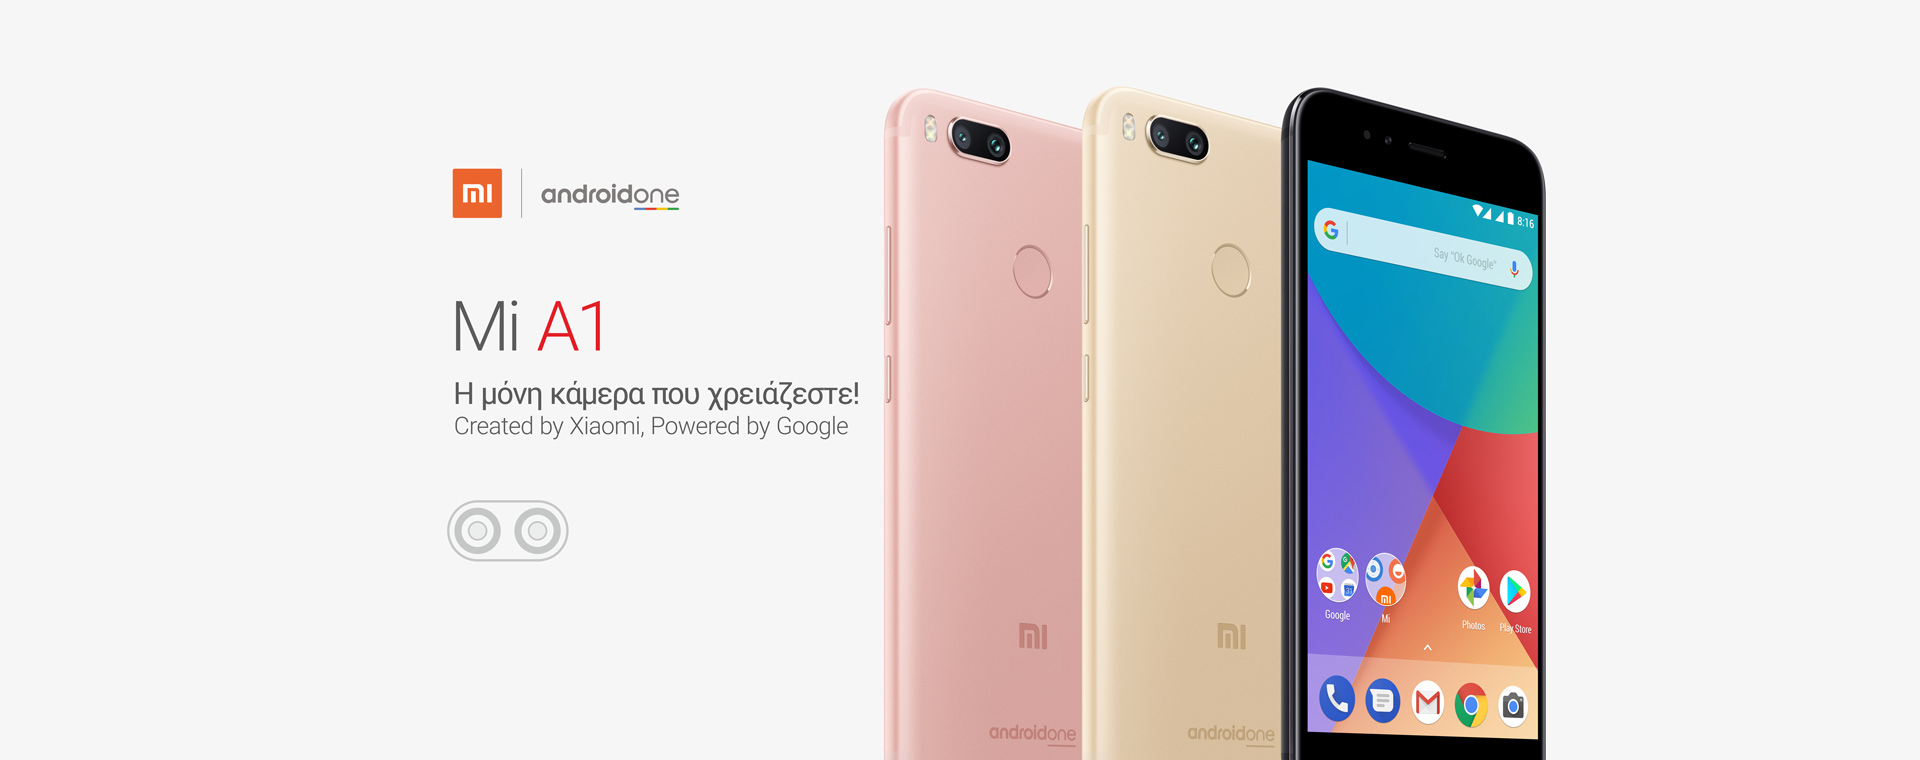 mi androidone
Mi A1
Η μόνη κάμερα που χρειάζεστε!
Created by Xiaomi, Powered by Google
mi
androidone
mi
androidone
8:16
G
Say "Ok Google"
mi
Google
Mi
Photos
Play Store